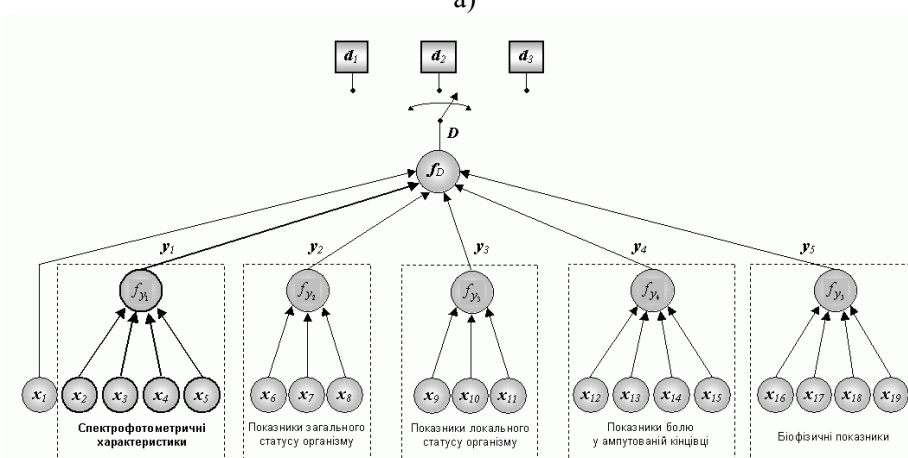 а)
d1 d2 d3
D
fD
y1 y2 y3 y4 y5
fy1 fy2 fy3 fy4 fy5
x1 x2 x3 x4 x5 x6 x7 x8 x9 x10 x11 x12 x13 x14 x15 x16 x17 x18 x19
Спектрофотометричні
характеристики
Показники загального
статусу організму
Показники локального
статусу організму
Показники болю
у ампутованій кінцівці
Біофізичні показники